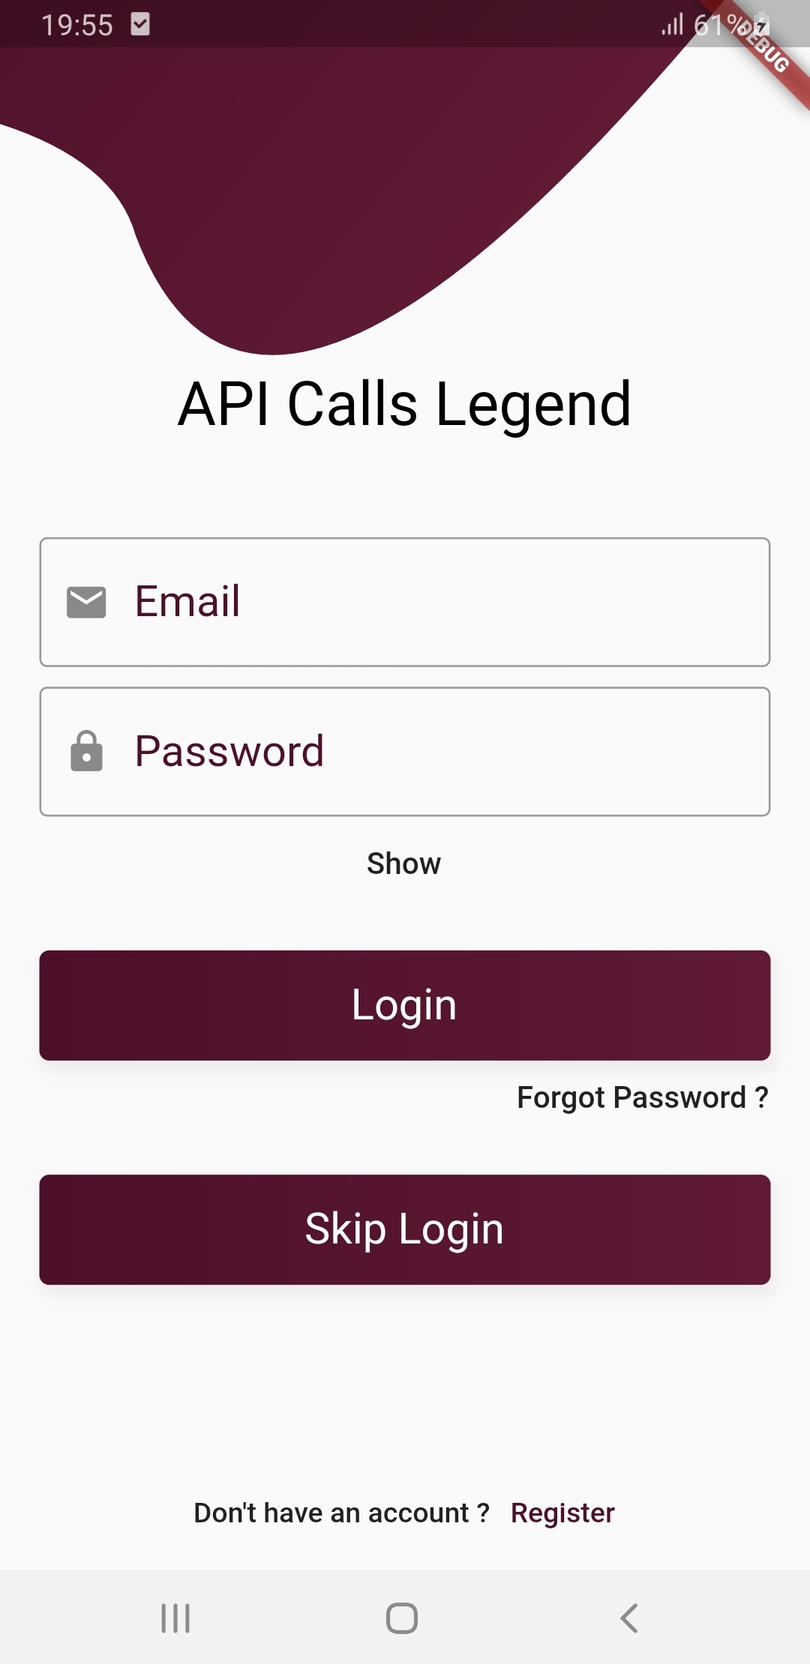 19:55 61%
DEBUG
API Calls Legend
Email
Password
Show
Login
Forgot Password ?
Skip Login
Don't have an account ? Register